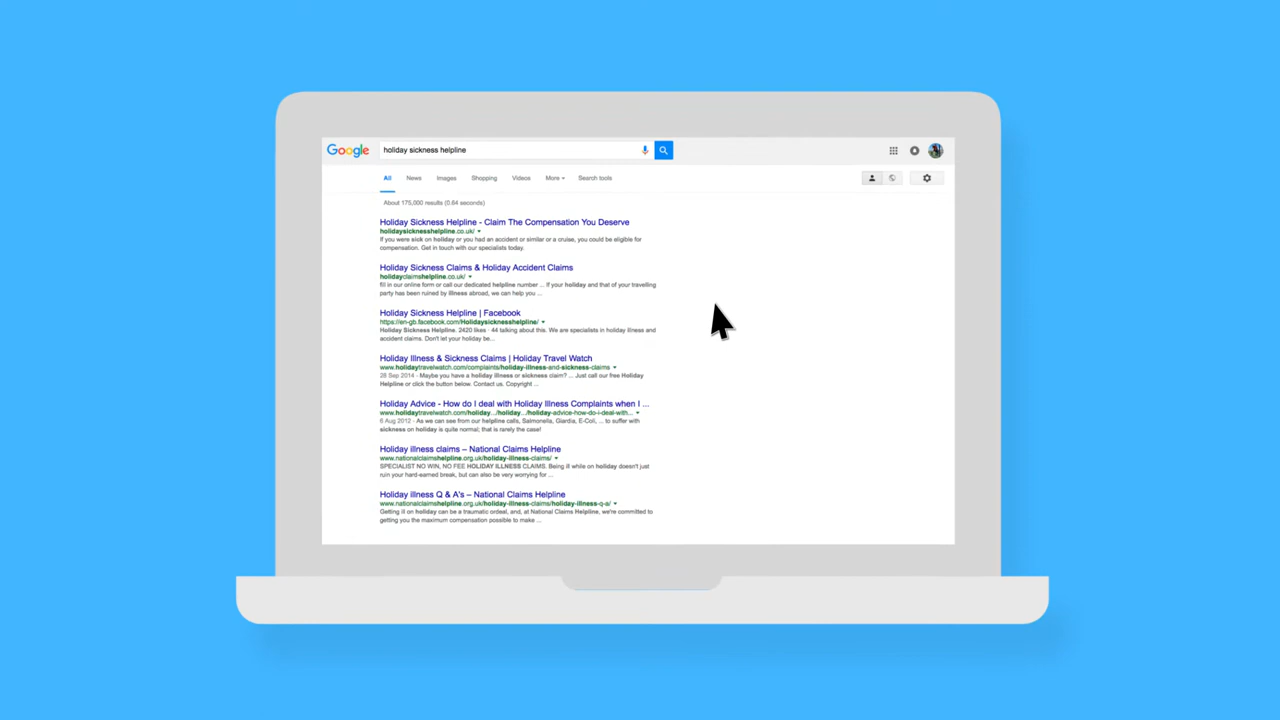 Google holiday sickness helpline
All News Images Shopping Videos More Search tools
About 175,000 results (0.64 seconds)
Holiday Sickness Helpline - Claim The Compensation You Deserve
holidaysicknesshelpline.co.uk/
If you were sick on holiday or you had an accident or similar or a cruise, you could be eligible for
compensation. Get in touch with our specialists today.
Holiday Sickness Claims & Holiday Accident Claims
holidayclaimshelpline.co.uk/
fill in our online form or call our dedicated helpline number ... If your holiday and that of your travelling
party has been ruined by illness abroad, we can help you ...
Holiday Sickness Helpline | Facebook
https://en-gb.facebook.com/Holidaysicknesshelpline/
Holiday Sickness Helpline. 2420 likes · 44 talking about this. We are specialists in holiday illness and
accident claims. Don't let your holiday be...
Holiday Illness & Sickness Claims | Holiday Travel Watch
www.holidaytravelwatch.com/complaints/holiday-illness-and-sickness-claims
28 Sep 2014 - Maybe you have a holiday illness or sickness claim? ... Just call our free Holiday
Helpline or click the button below. Contact us. Copyright ...
Holiday Advice - How do I deal with Holiday Illness Complaints when I ...
www.holidaytravelwatch.com/holiday.../holiday.../holiday-advice-how-do-i-deal-with...
6 Aug 2012 - As we can see from our helpline calls, Salmonella, Giardia, E-Coli, ... to suffer with
sickness on holiday is quite normal; that is rarely the case!
Holiday illness claims – National Claims Helpline
www.nationalclaimshelpline.org.uk/holiday-illness-claims/
SPECIALIST NO WIN, NO FEE HOLIDAY ILLNESS CLAIMS. Being ill while on holiday doesn't just
ruin your hard-earned break, but can also be very worrying for ...
Holiday illness Q & A's – National Claims Helpline
www.nationalclaimshelpline.org.uk/holiday-illness-claims/holiday-illness-q-a/
Getting ill on holiday can be a traumatic ordeal, and, at National Claims Helpline, we're committed to
getting you the maximum compensation possible to make ...